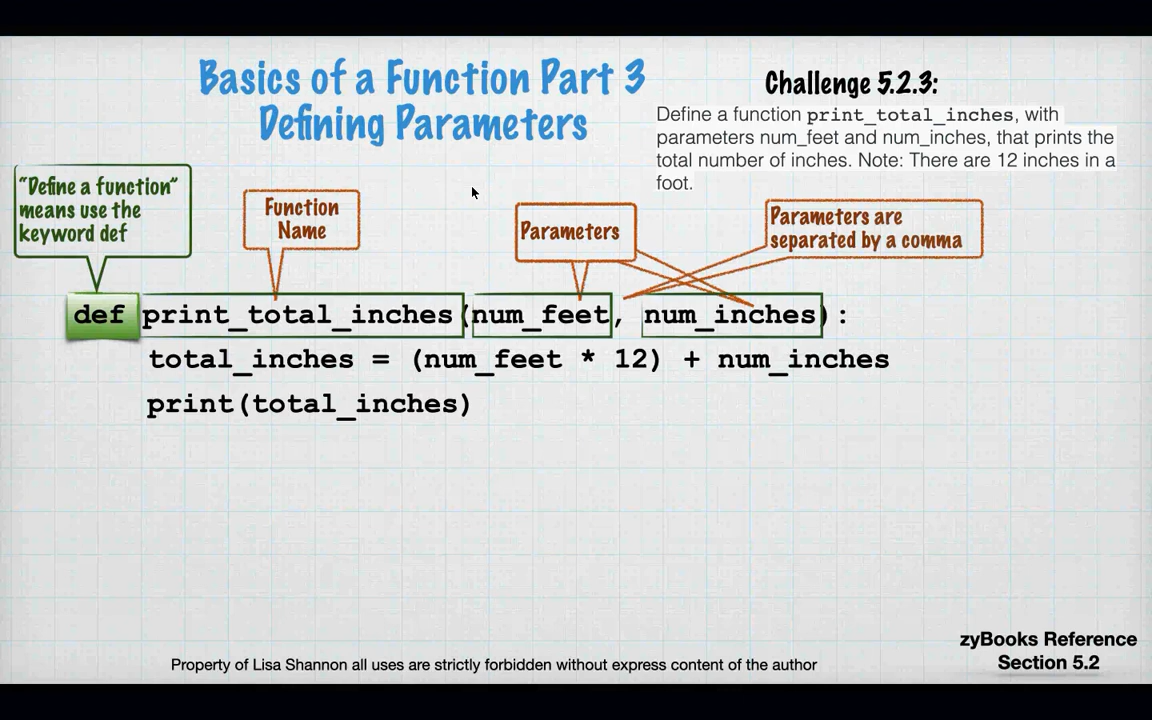 Basics of a Function Part 3
Defining Parameters
Challenge 5.2.3:
Define a function print_total_inches, with
parameters num_feet and num_inches, that prints the
total number of inches. Note: There are 12 inches in a
foot.
"Define a function"
means use the
keyword def
Function
Name
Parameters
Parameters are
separated by a comma
def print_total_inches(num_feet, num_inches):
total_inches = (num_feet * 12) + num_inches
print(total_inches)
zyBooks Reference
Section 5.2
Property of Lisa Shannon all uses are strictly forbidden without express content of the author